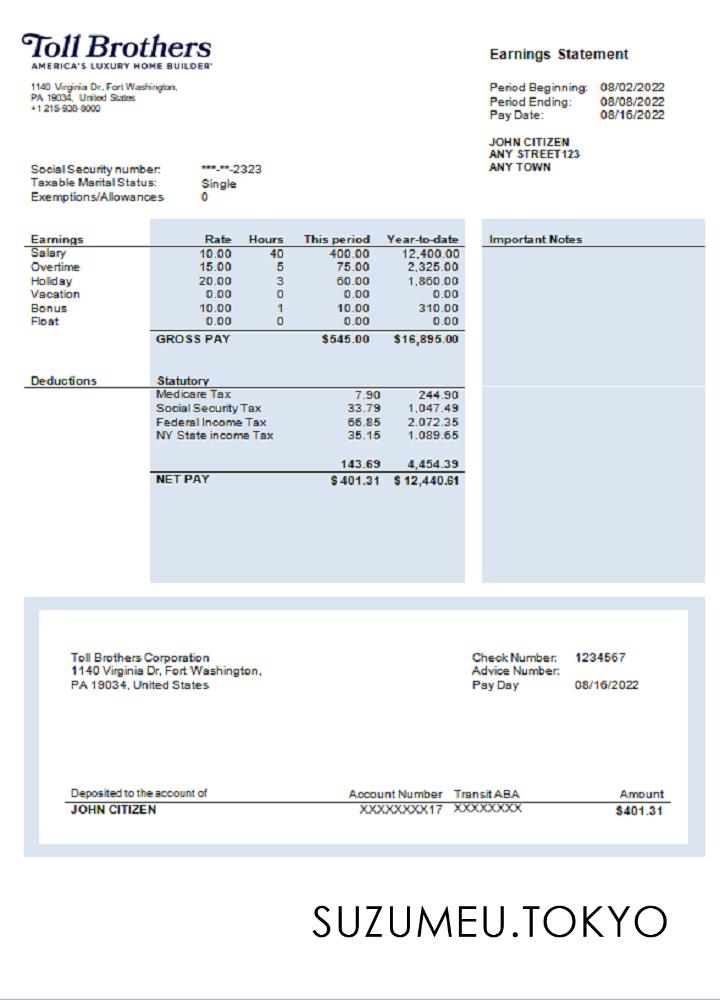 Toll Brothers
AMERICA'S LUXURY HOME BUILDER®
1140 Virginia Dr, Fort Washington,
PA 19034, United States
+1 215-938-8000
Earnings Statement
Period Beginning: 08/02/2022
Period Ending: 08/08/2022
Pay Date: 08/16/2022
JOHN CITIZEN
ANY STREET123
ANY TOWN
Social Security number: ***-**-2323
Taxable Marital Status: Single
Exemptions/Allowances 0
Earnings Rate Hours This period Year-to-date
Salary 10.00 40 400.00 12,400.00
Overtime 15.00 5 75.00 2,325.00
Holiday 20.00 3 60.00 1,860.00
Vacation 0.00 0 0.00 0.00
Bonus 10.00 1 10.00 310.00
Float 0.00 0 0.00 0.00
GROSS PAY $545.00 $16,895.00
Important Notes
Deductions Statutory
Medicare Tax 7.90 244.90
Social Security Tax 33.79 1,047.49
Federal Income Tax 66.85 2.072.35
NY State income Tax 35.15 1.089.65
143.69 4,454.39
NET PAY $ 401.31 $ 12,440.61
Toll Brothers Corporation
1140 Virginia Dr, Fort Washington,
PA 19034, United States
Check Number: 1234567
Advice Number:
Pay Day 08/16/2022
Deposited to the account of Account Number Transit ABA Amount
JOHN CITIZEN XXXXXXXX17 XXXXXXXX $401.31
SUZUMEU.TOKYO